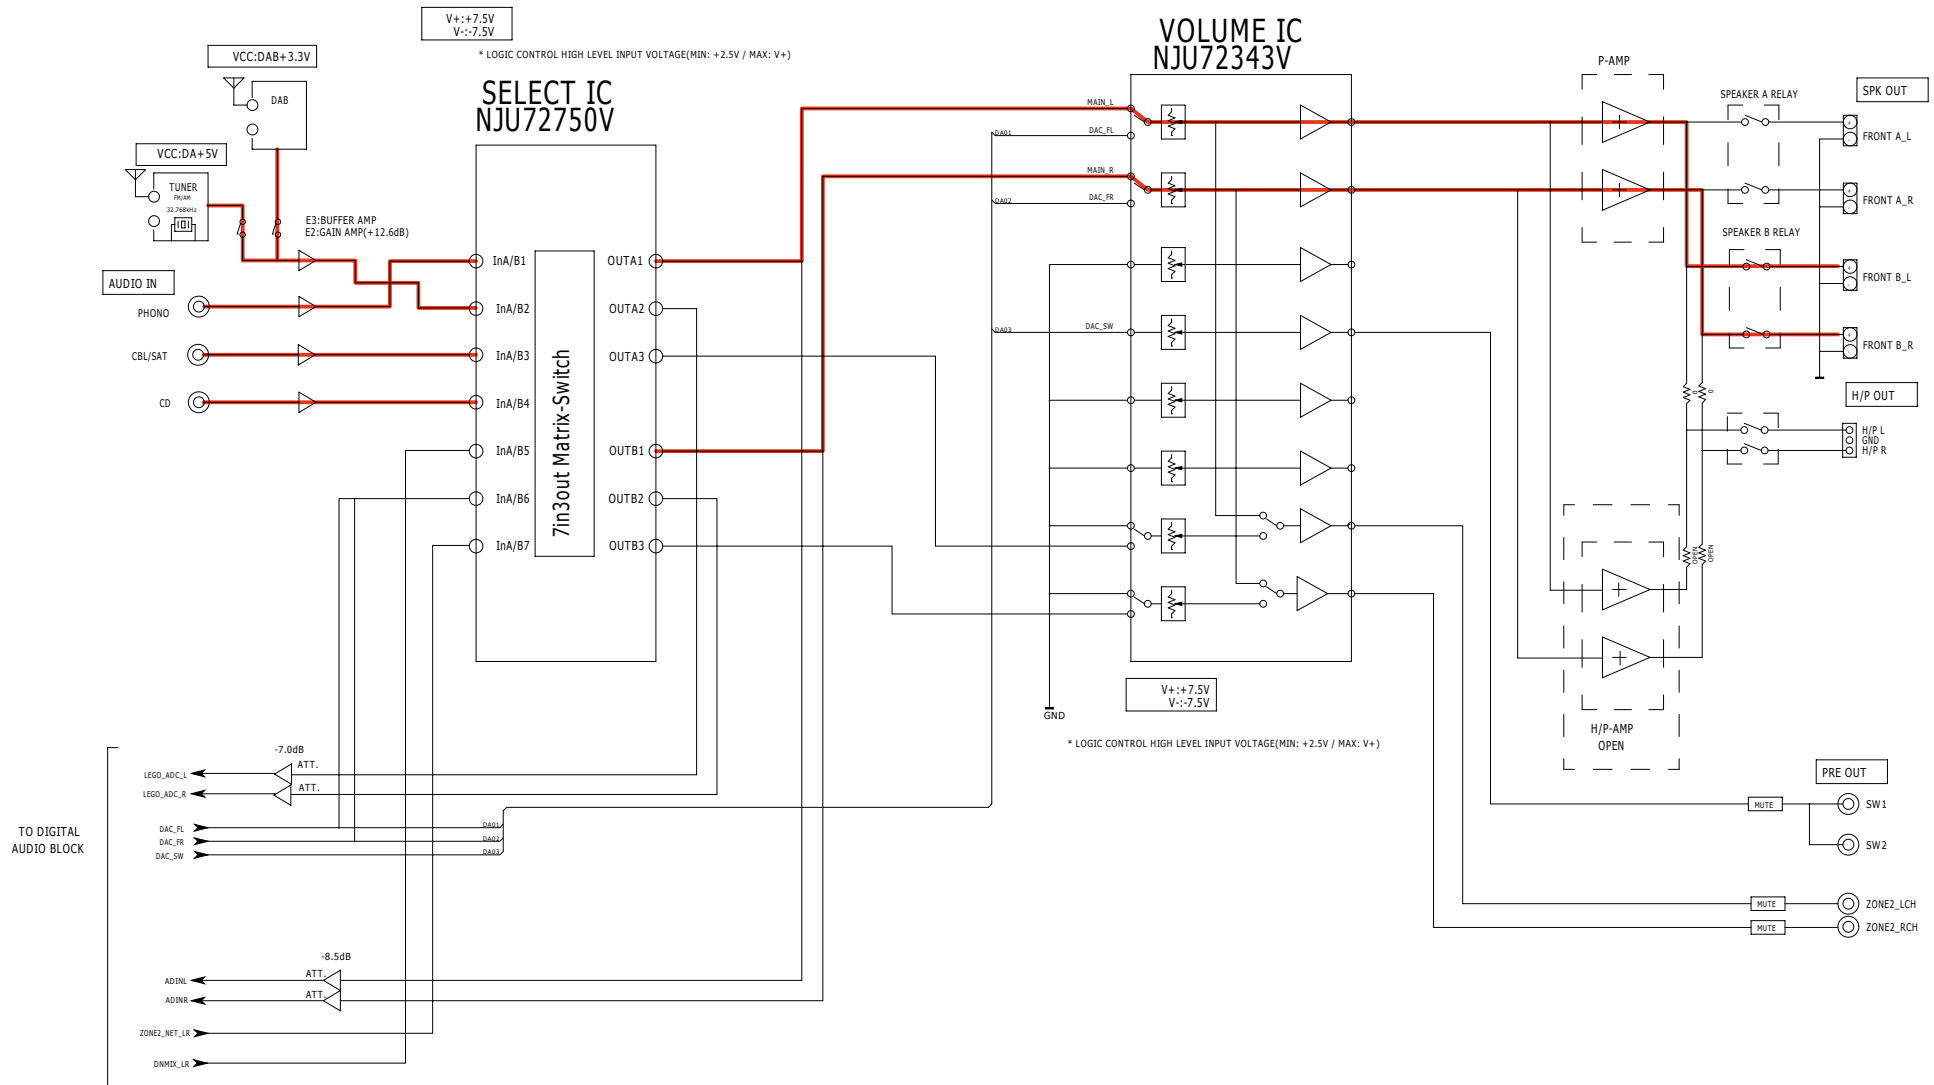 V+:+7.5V
V-:-7.5V
* LOGIC CONTROL HIGH LEVEL INPUT VOLTAGE(MIN: +2.5V / MAX: V+)
VCC:DAB+3.3V
DAB
VCC:DA+5V
TUNER
FM/AM
32.768kHz
E3:BUFFER AMP
E2:GAIN AMP(+12.6dB)
AUDIO IN
PHONO
CBL/SAT
CD
SELECT IC
NJU72750V
InA/B1
InA/B2
InA/B3
InA/B4
InA/B5
InA/B6
InA/B7
7in3out Matrix-Switch
OUTA1
OUTA2
OUTA3
OUTB1
OUTB2
OUTB3
VOLUME IC
NJU72343V
MAIN_L
DA01
DAC_FL
MAIN_R
DA02
DAC_FR
DA03
DAC_SW
GND
V+:+7.5V
V-:-7.5V
* LOGIC CONTROL HIGH LEVEL INPUT VOLTAGE(MIN: +2.5V / MAX: V+)
P-AMP
SPEAKER A RELAY
SPEAKER B RELAY
SPK OUT
+
-
FRONT A_L
+
-
FRONT A_R
+
-
FRONT B_L
+
-
FRONT B_R
0
0
H/P OUT
H/P L
GND
H/P R
OPEN
OPEN
H/P-AMP
OPEN
PRE OUT
MUTE
SW1
SW2
MUTE
ZONE2_LCH
MUTE
ZONE2_RCH
TO DIGITAL
AUDIO BLOCK
-7.0dB
ATT.
LEGO_ADC_L
ATT.
LEGO_ADC_R
DAC_FL
DA01
DAC_FR
DA02
DAC_SW
DA03
-8.5dB
ATT.
ADINL
ATT.
ADINR
ZONE2_NET_LR
DNMIX_LR